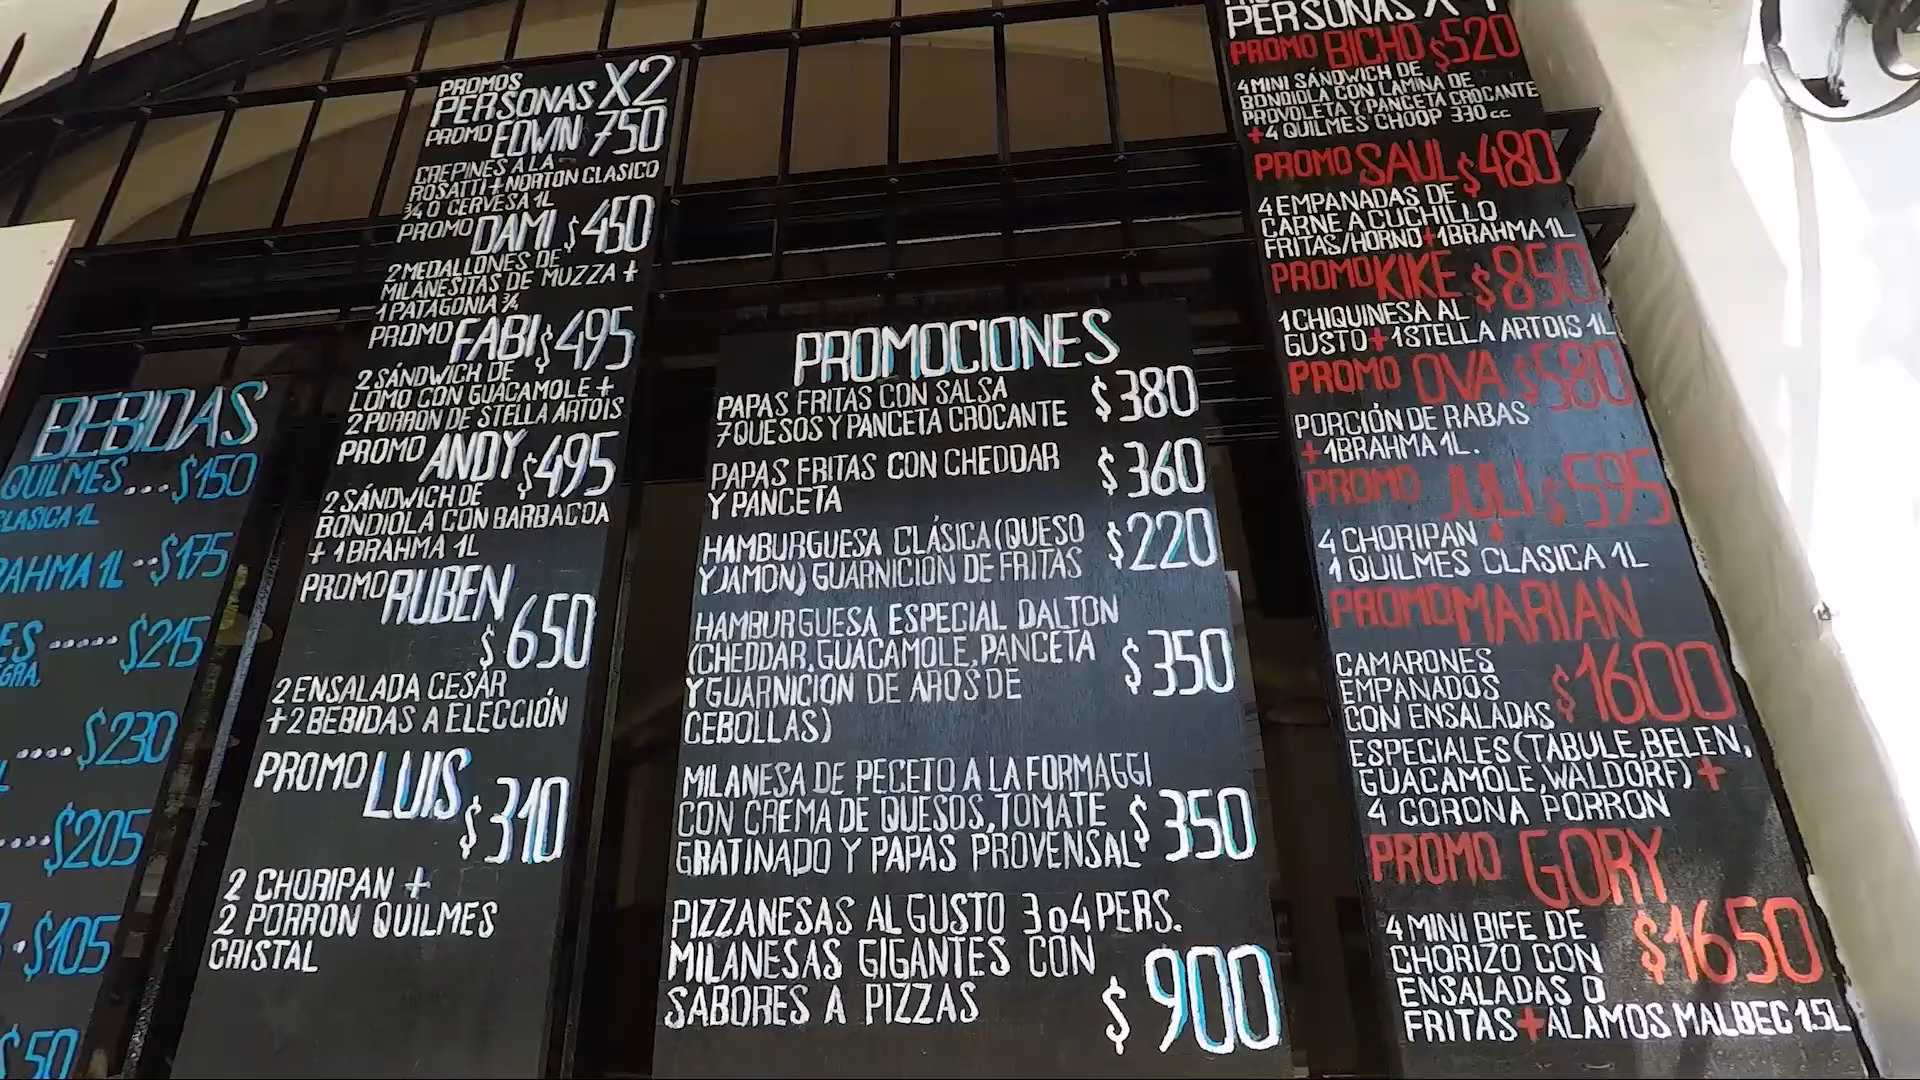 BEBIDAS
QUILMES....$150
CLASICA 1L
AHMA 1L..$175
$215
$230
$205
$105
$50
PROMOS
PERSONAS X2
PROMO EDWIN 750
CREPINES A LA
ROSATTI + NORTON CLASICO
3/4 O CERVESA 1L
PROMO DAMI $450
2 MEDALLONES DE
MILANESITAS DE MUZZA +
1 PATAGONIA 3/4
PROMO FABI $495
2 SÁNDWICH DE
LOMO CON GUACAMOLE +
2 PORRON DE STELLA ARTOIS
PROMO ANDY $495
2 SÁNDWICH DE
BONDIOLA CON BARBACOA
+ 1 BRAHMA 1L
PROMO RUBEN
$650
2 ENSALADA CESAR
+ 2 BEBIDAS A ELECCIÓN
PROMO LUIS
$310
2 CHORIPAN +
2 PORRON QUILMES
CRISTAL
PROMOCIONES
PAPAS FRITAS CON SALSA
7 QUESOS Y PANCETA CROCANTE $380
PAPAS FRITAS CON CHEDDAR
Y PANCETA $360
HAMBURGUESA CLÁSICA (QUESO
Y JAMON) GUARNICION DE FRITAS $220
HAMBURGUESA ESPECIAL DALTON
(CHEDDAR, GUACAMOLE, PANCETA $350
Y GUARNICION DE AROS DE
CEBOLLAS)
MILANESA DE PECETO A LA FORMAGGI
CON CREMA DE QUESOS, TOMATE $350
GRATINADO Y PAPAS PROVENSAL
PIZZANESAS AL GUSTO 3 o 4 PERS.
MILANESAS GIGANTES CON
SABORES A PIZZAS $900
PERSONAS X 4
PROMO BICHO $520
4 MINI SÁNDWICH DE
BONDIOLA CON LAMINA DE
PROVOLETA Y PANCETA CROCANTE
+4 QUILMES CHOOP 330 cc
PROMO SAUL $480
4 EMPANADAS DE
CARNE A CUCHILLO
FRITAS/HORNO+1 BRAHMA 1L
PROMO KIKE $850
1 CHIQUINESA AL
GUSTO+1 STELLA ARTOIS 1L
PROMO OVA $580
PORCIÓN DE RABAS
+1 BRAHMA 1L.
PROMO JULI $595
4 CHORIPAN +
1 QUILMES CLASICA 1L
PROMO MARIAN
CAMARONES
EMPANADOS $1600
CON ENSALADAS
ESPECIALES (TABULE, BELEN,
GUACAMOLE, WALDORF) +
4 CORONA PORRON
PROMO GORY
4 MINI BIFE DE
CHORIZO CON $1650
ENSALADAS O
FRITAS+ALAMOS MALBEC 1.5L